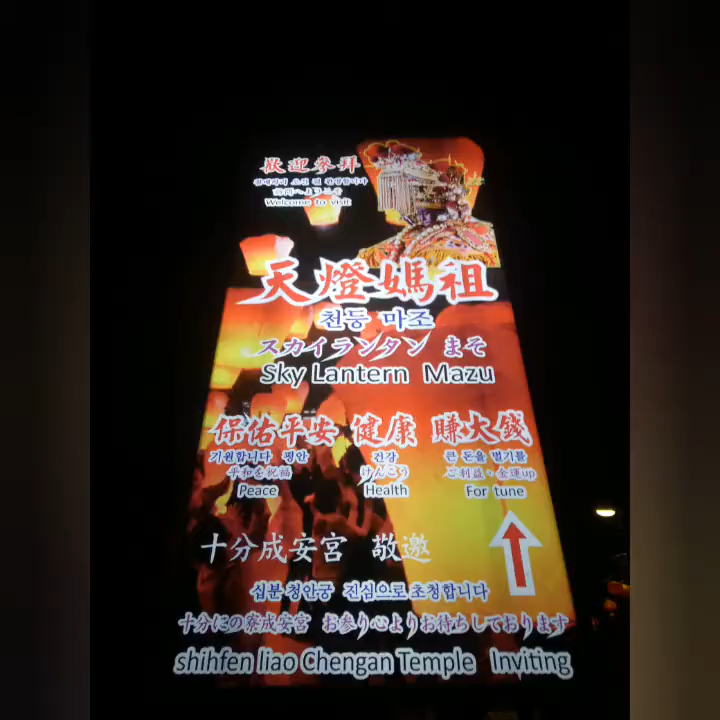 歡迎參拜
Welcome to visit
天燈媽祖
천등 마조
スカイランタン まそ
Sky Lantern Mazu
保佑平安 健康 賺大錢
기원합니다 평안 건강 큰 돈을 벌기를
平和を祝福 けんこう ご利益・金運up
Peace Health For tune
十分成安宮 敬邀
십분 청안궁 진심으로 초청합니다
十分にの寮成安宮 お参り心よりお待ちしております
shihfen liao Chengan Temple Inviting